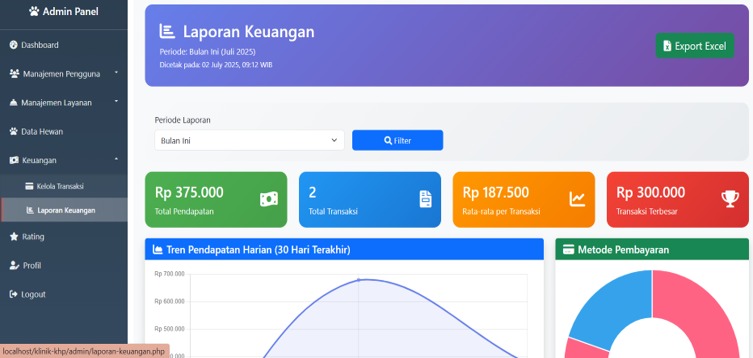 Admin Panel
Dashboard
Manajemen Pengguna
Manajemen Layanan
Data Hewan
Keuangan
Kelola Transaksi
Laporan Keuangan
Rating
Profil
Logout
localhost/klinik-khp/admin/laporan-keuangan.php
Laporan Keuangan
Periode: Bulan Ini (Juli 2025)
Dicetak pada: 02 July 2025, 09:12 WIB
Export Excel
Periode Laporan
Bulan Ini
Filter
Rp 375.000
Total Pendapatan
2
Total Transaksi
Rp 187.500
Rata-rata per Transaksi
Rp 300.000
Transaksi Terbesar
Tren Pendapatan Harian (30 Hari Terakhir)
Rp 700.000
Rp 600.000
Rp 500.000
Metode Pembayaran